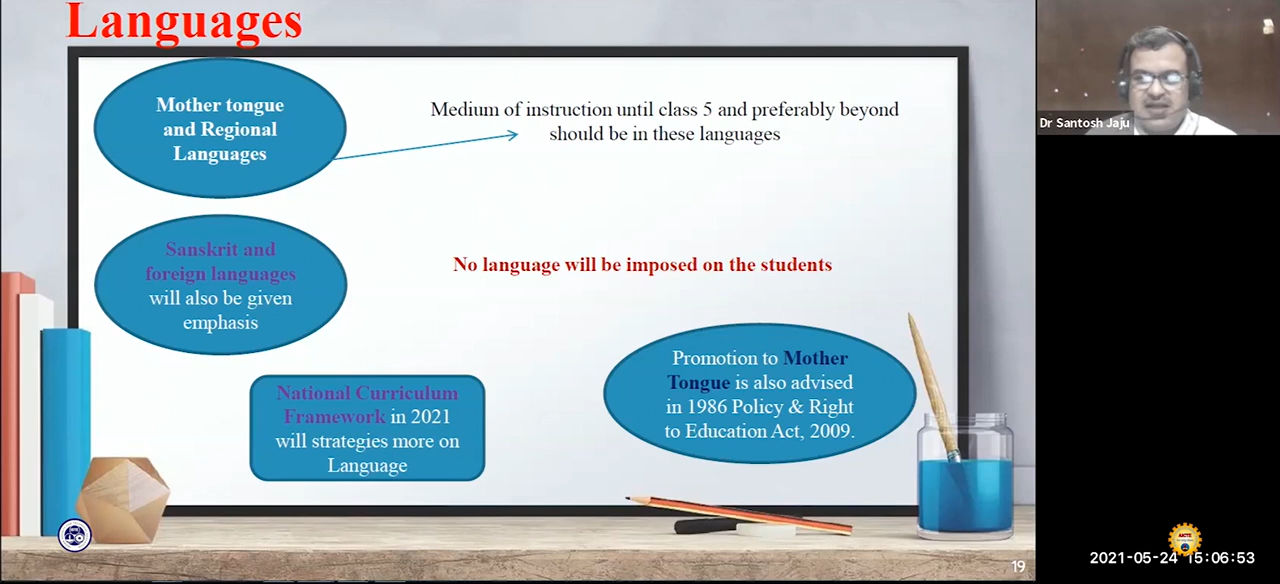 Languages
Mother tongue
and Regional
Languages
Medium of instruction until class 5 and preferably beyond
should be in these languages
Sanskrit and
foreign languages
will also be given
emphasis
No language will be imposed on the students
National Curriculum
Framework in 2021
will strategies more on
Language
Promotion to Mother
Tongue is also advised
in 1986 Policy & Right
to Education Act, 2009.
19
Dr Santosh Jaju
AICTE
2021-05-24 15:06:53